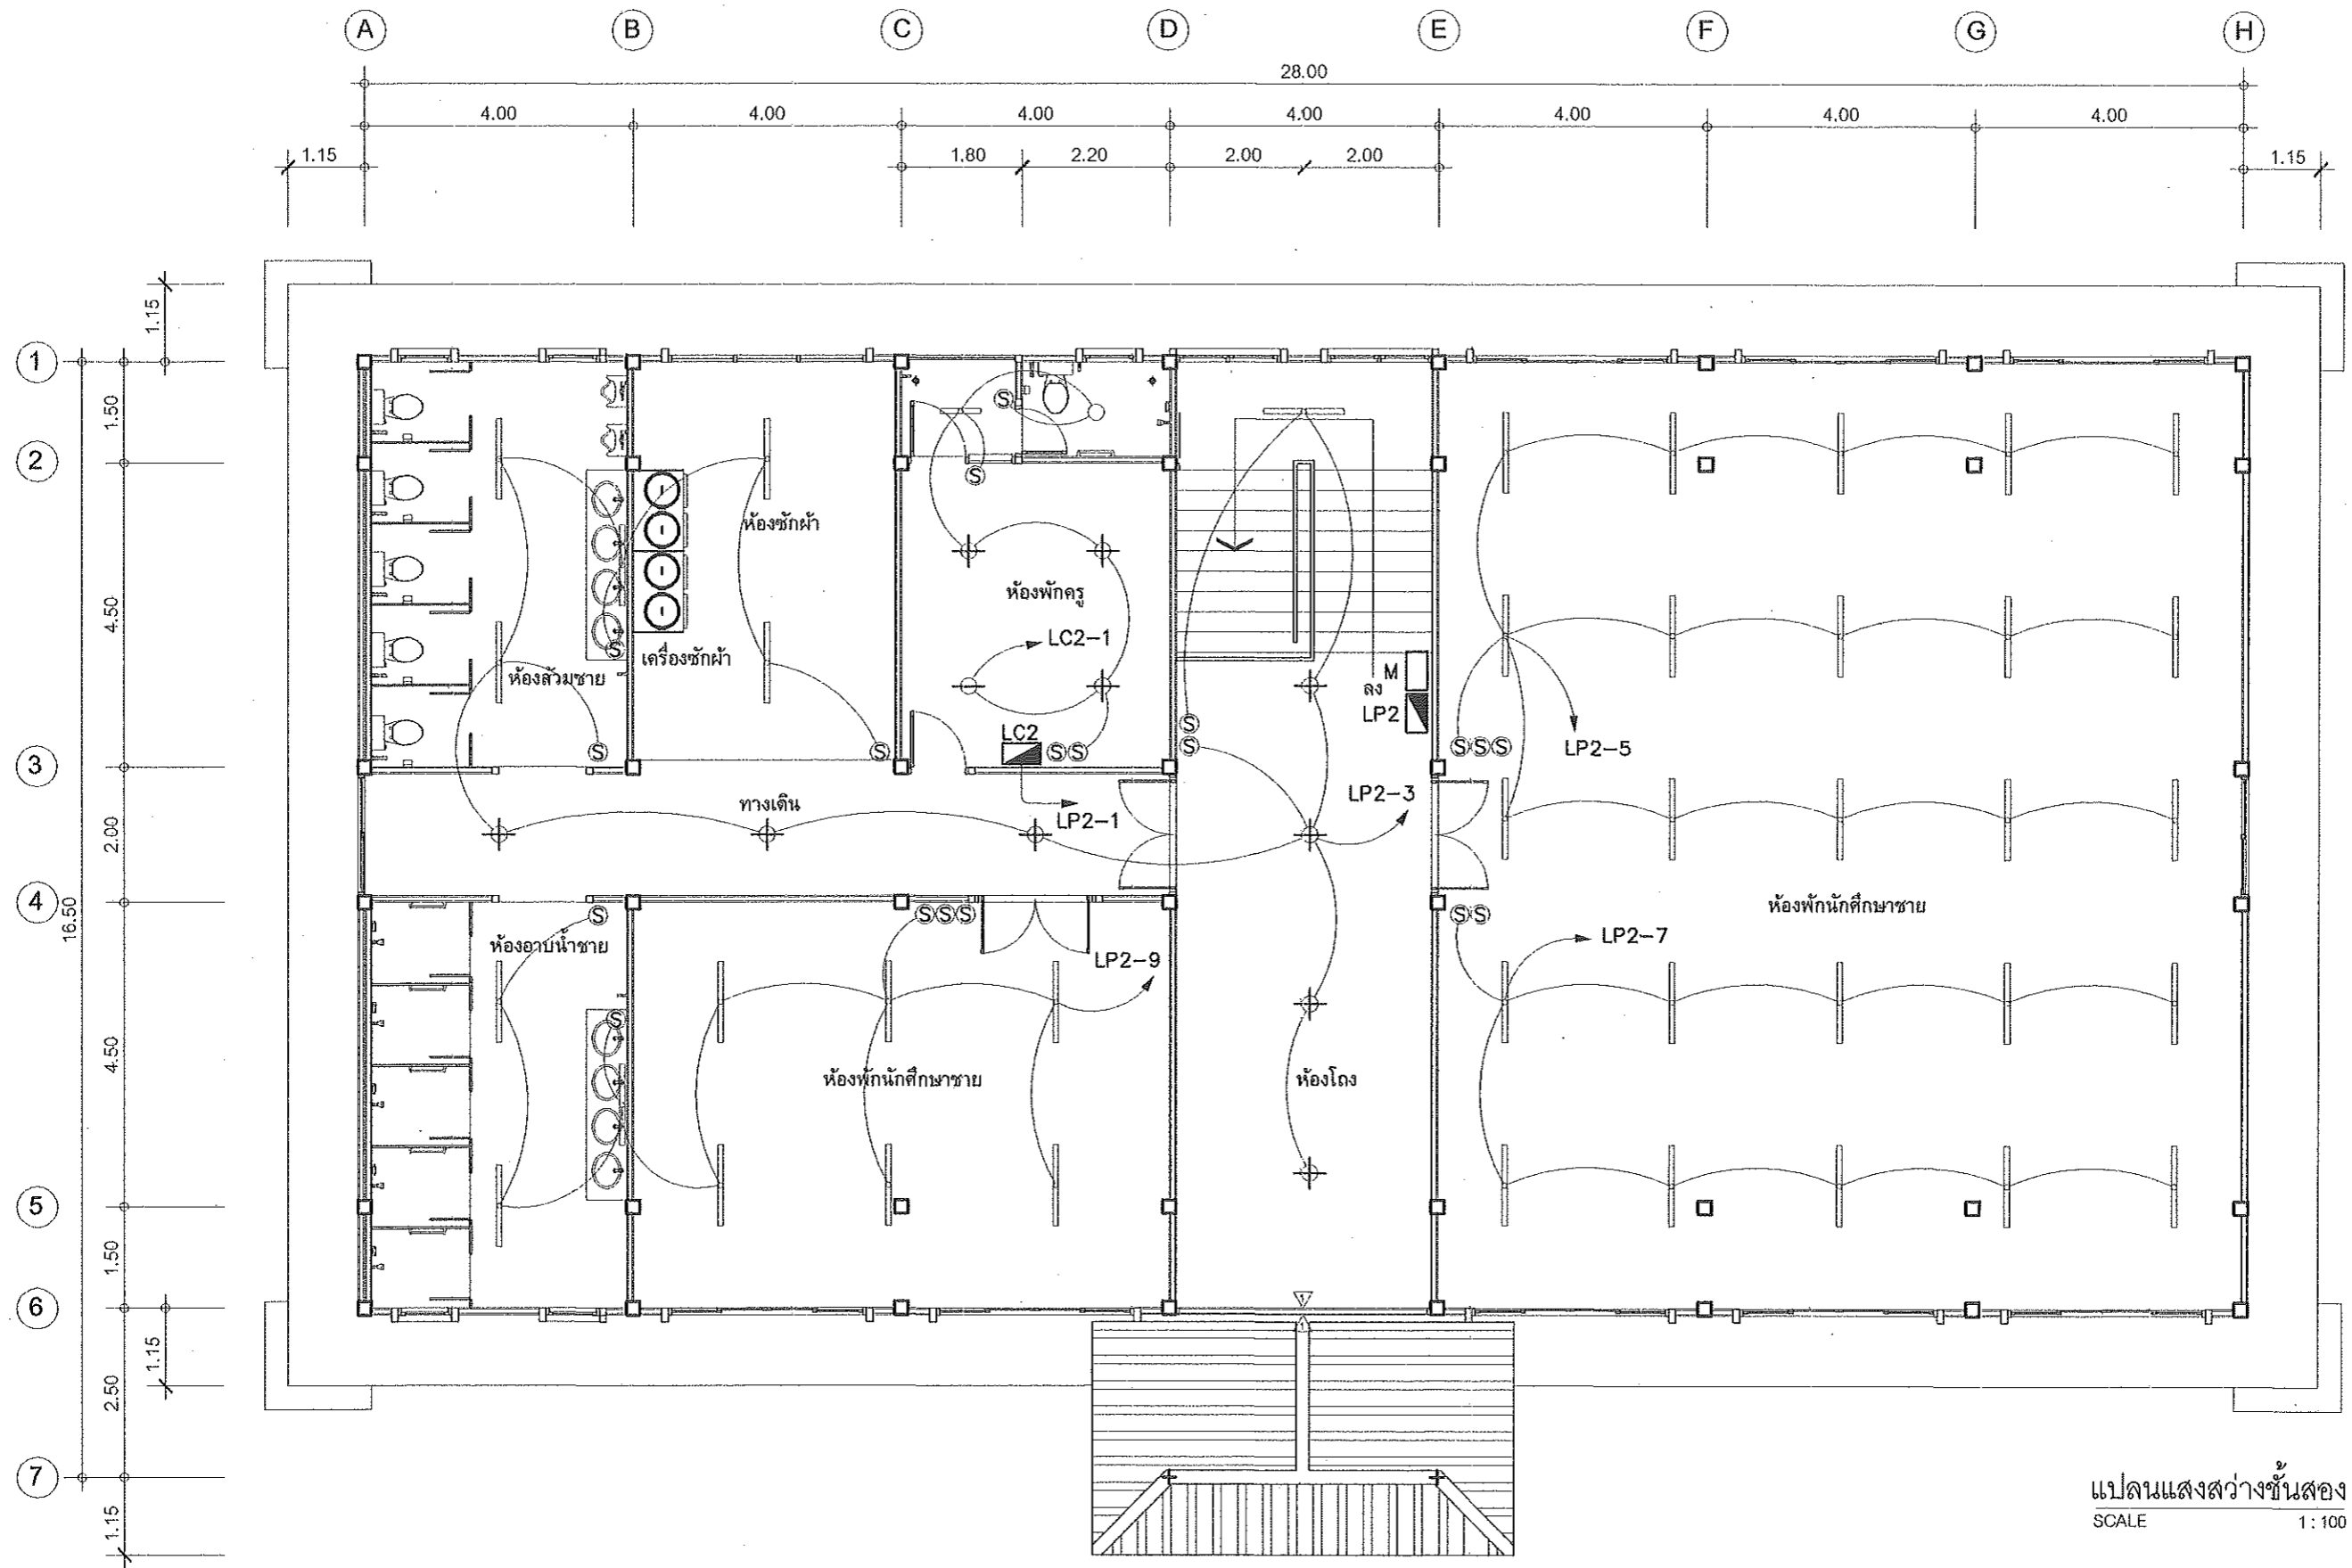 A B C D E F G H
28.00
4.00 4.00 4.00 4.00 4.00 4.00 4.00
1.15 1.80 2.20 2.00 2.00 1.15
1.15
1
1.50
2
ห้องซักผ้า
4.50
ห้องพักครู
LC2-1
เครื่องซักผ้า
ห้องส้วมชาย
M
ลง
LP2
LC2
S S S S S S S S S S S S
LP2-5
3
ทางเดิน
LP2-3
LP2-1
2.00
4
16.50
ห้องพักนักศึกษาชาย
S S S S S S S
ห้องอาบน้ำชาย
LP2-7
LP2-9
4.50
ห้องพักนักศึกษาชาย
ห้องโถง
5
1.50
6
1
1
1.15
2.50
7
1.15
แปลนแสงสว่างชั้นสอง
SCALE 1 : 100